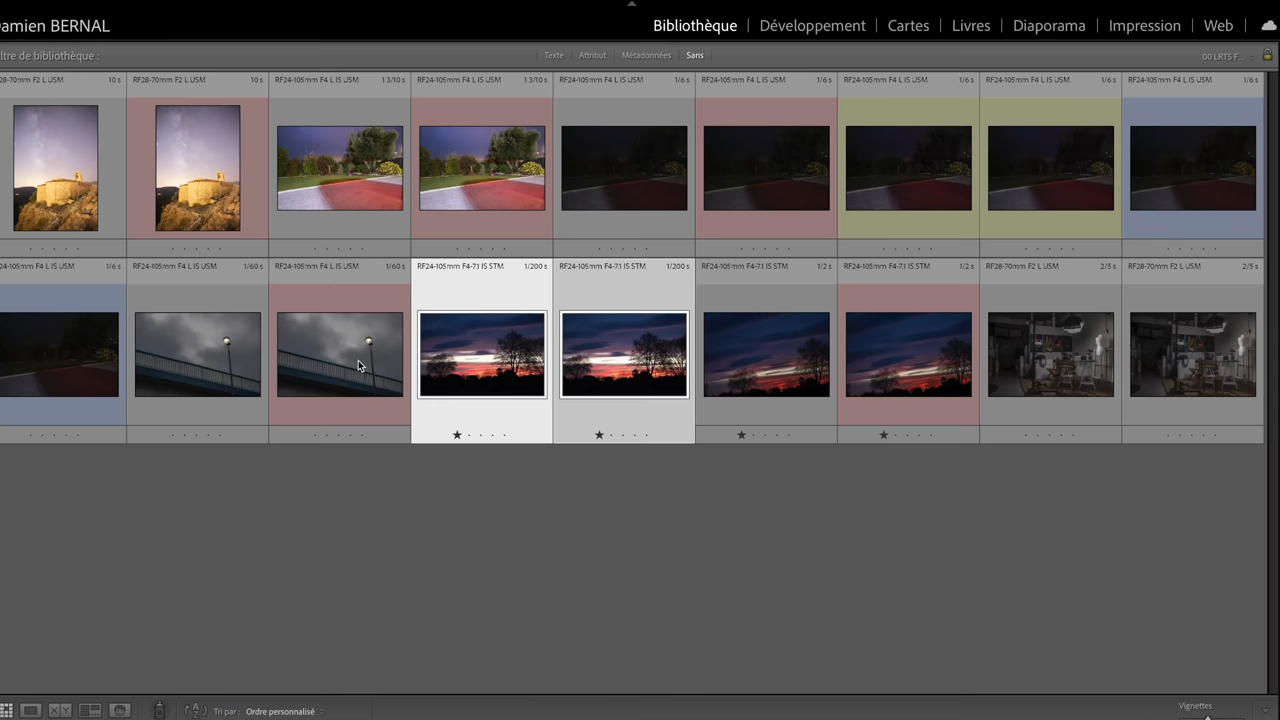 amien BERNAL
Bibliothèque | Développement | Cartes | Livres | Diaporama | Impression | Web
ltre de bibliothèque :
Texte Attribut Métadonnées Sans
00 LRTS F...
28-70mm F2 L USM 10 s
RF28-70mm F2 L USM 10 s
RF24-105mm F4 L IS USM 1 3/10 s
RF24-105mm F4 L IS USM 1 3/10 s
RF24-105mm F4 L IS USM 1/6 s
RF24-105mm F4 L IS USM 1/6 s
RF24-105mm F4 L IS USM 1/6 s
RF24-105mm F4 L IS USM 1/6 s
RF24-105mm F4 L IS USM 1/6 s
24-105mm F4 L IS USM 1/6 s
RF24-105mm F4 L IS USM 1/60 s
RF24-105mm F4 L IS USM 1/60 s
RF24-105mm F4-7.1 IS STM 1/200 s
RF24-105mm F4-7.1 IS STM 1/200 s
RF24-105mm F4-7.1 IS STM 1/2 s
RF24-105mm F4-7.1 IS STM 1/2 s
RF28-70mm F2 L USM 2/5 s
RF28-70mm F2 L USM 2/5 s
Tri par : Ordre personnalisé
Vignettes